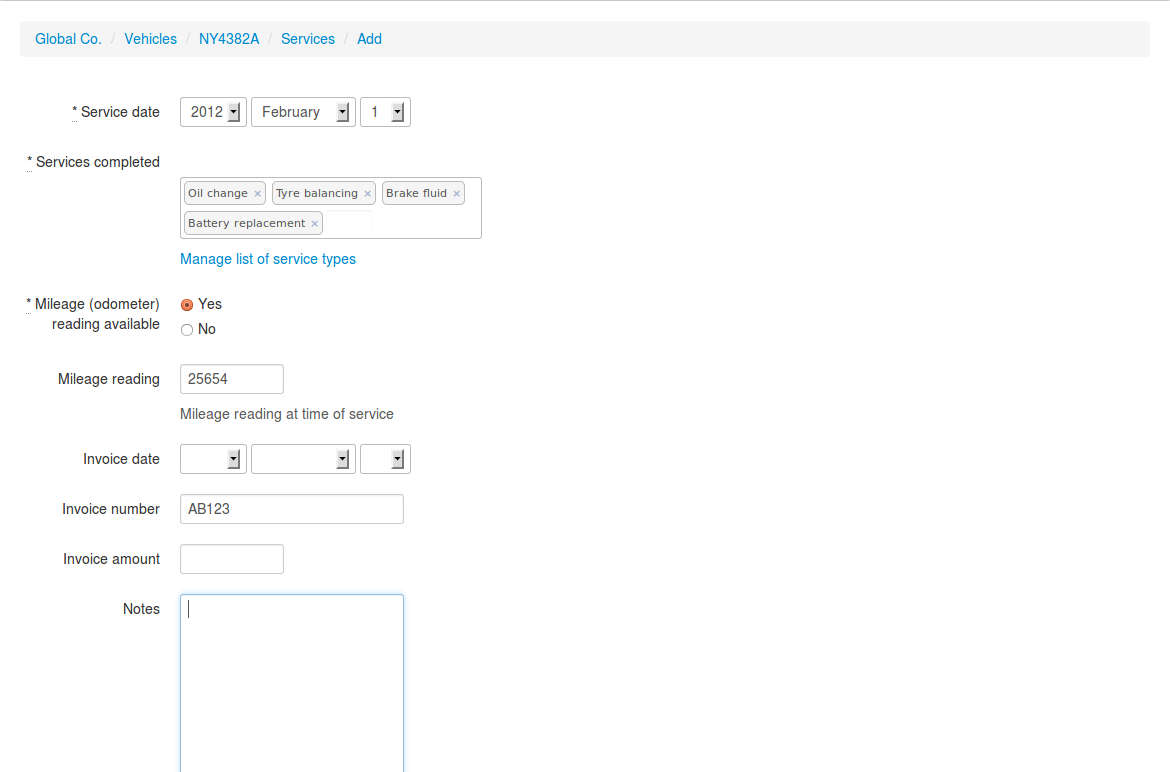 Global Co. / Vehicles / NY4382A / Services / Add
* Service date 2012 February 1
* Services completed
Oil change × Tyre balancing × Brake fluid ×
Battery replacement ×
Manage list of service types
* Mileage (odometer) reading available
Yes
No
Mileage reading 25654
Mileage reading at time of service
Invoice date
Invoice number AB123
Invoice amount
Notes